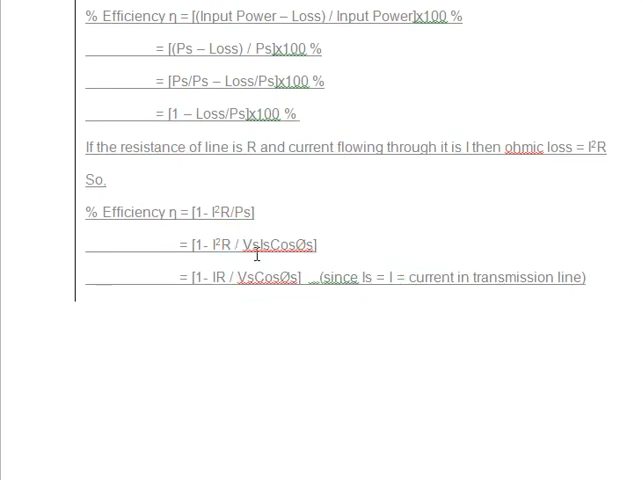 % Efficiency η = [(Input Power – Loss) / Input Power]x100 %
= [(Ps – Loss) / Ps]x100 %
= [Ps/Ps – Loss/Ps]x100 %
= [1 – Loss/Ps]x100 %
If the resistance of line is R and current flowing through it is I then ohmic loss = I²R
So,
% Efficiency η = [1- I²R/Ps]
= [1- I²R / VsIsCosØs]
= [1- IR / VsCosØs] (since Is = I = current in transmission line)